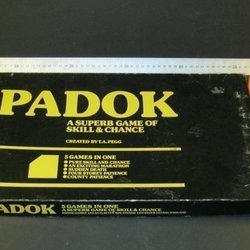 PADOK
A SUPERB GAME OF
SKILL & CHANCE
CREATED BY I.A.PEGG
1
5 GAMES IN ONE
PURE SKILL AND CHANCE
AN EXCITING MARATHON
SUDDEN DEATH
FOUR STOREY PATIENCE
COUNTY PATIENCE
PADOK
5 GAMES IN ONE
A SUPERB GAME OF SKILL & CHANCE